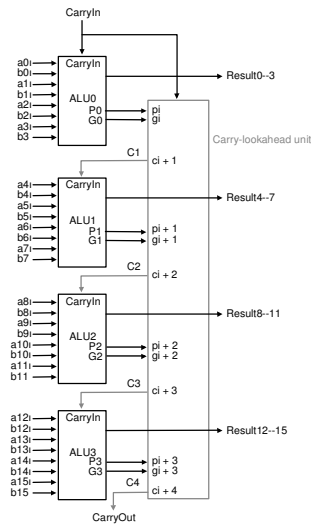 CarryIn
a0
b0
a1
b1
a2
b2
a3
b3
CarryIn
ALU0
P0
G0
Result0--3
pi
gi
Carry-lookahead unit
C1
ci + 1
a4
b4
a5
b5
a6
b6
a7
b7
CarryIn
ALU1
P1
G1
Result4--7
pi + 1
gi + 1
C2
ci + 2
a8
b8
a9
b9
a10
b10
a11
b11
CarryIn
ALU2
P2
G2
Result8--11
pi + 2
gi + 2
C3
ci + 3
a12
b12
a13
b13
a14
b14
a15
b15
CarryIn
ALU3
P3
G3
Result12--15
pi + 3
gi + 3
C4
ci + 4
CarryOut